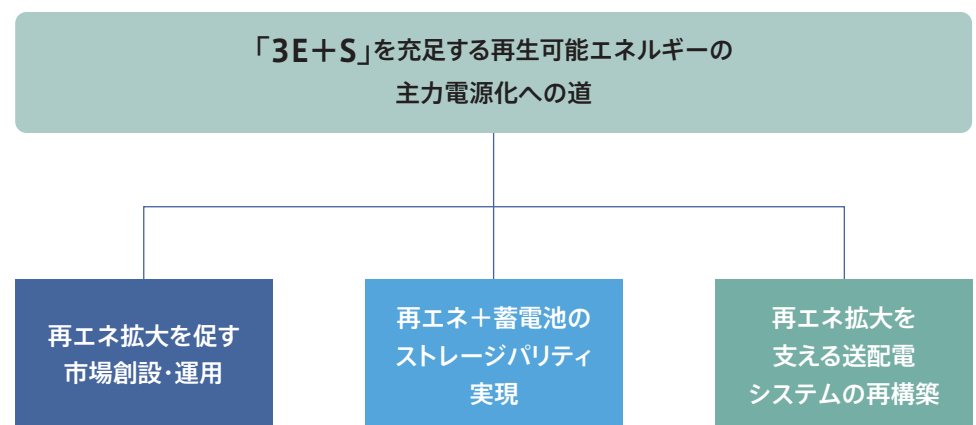 「3E＋S」を充足する再生可能エネルギーの
主力電源化への道
再エネ拡大を促す
市場創設・運用
再エネ＋蓄電池の
ストレージパリティ
実現
再エネ拡大を
支える送配電
システムの再構築